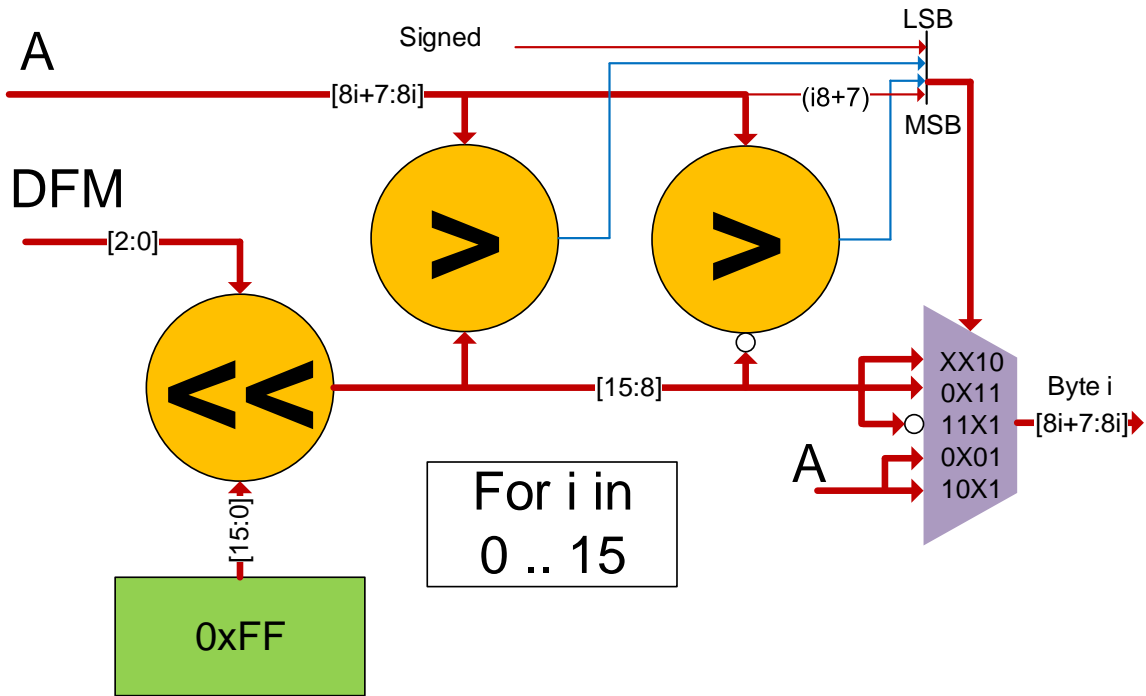 LSB
Signed
A
[8i+7:8i]
(i8+7)
MSB
DFM
[2:0]
>
>
<<
[15:8]
XX10
0X11
11X1
0X01
10X1
Byte i
[8i+7:8i]
A
For i in
0 .. 15
[15:0]
0xFF